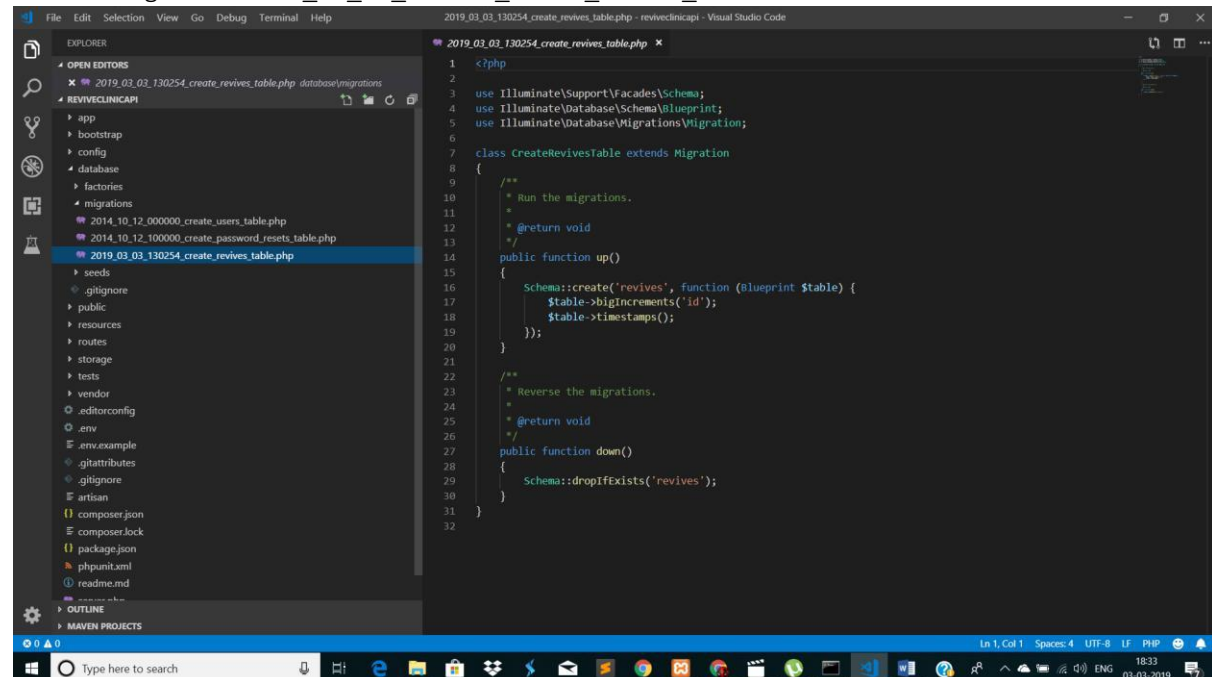 File Edit Selection View Go Debug Terminal Help
2019_03_03_130254_create_revives_table.php - reviveclinicapi - Visual Studio Code
EXPLORER
OPEN EDITORS
2019_03_03_130254_create_revives_table.php database\migrations
REVIVECLINICAPI
app
bootstrap
config
database
factories
migrations
2014_10_12_000000_create_users_table.php
2014_10_12_100000_create_password_resets_table.php
2019_03_03_130254_create_revives_table.php
seeds
.gitignore
public
resources
routes
storage
tests
vendor
.editorconfig
.env
.env.example
.gitattributes
.gitignore
artisan
composer.json
composer.lock
package.json
phpunit.xml
readme.md
OUTLINE
MAVEN PROJECTS
2019_03_03_130254_create_revives_table.php
1 <?php
2
3 use Illuminate\Support\Facades\Schema;
4 use Illuminate\Database\Schema\Blueprint;
5 use Illuminate\Database\Migrations\Migration;
6
7 class CreateRevivesTable extends Migration
8 {
9 /**
10 * Run the migrations.
11 *
12 * @return void
13 */
14 public function up()
15 {
16 Schema::create('revives', function (Blueprint $table) {
17 $table->bigIncrements('id');
18 $table->timestamps();
19 });
20 }
21
22 /**
23 * Reverse the migrations.
24 *
25 * @return void
26 */
27 public function down()
28 {
29 Schema::dropIfExists('revives');
30 }
31 }
32
0 0
Ln 1, Col 1 Spaces: 4 UTF-8 LF PHP
Type here to search
ENG
18:33
03-03-2019